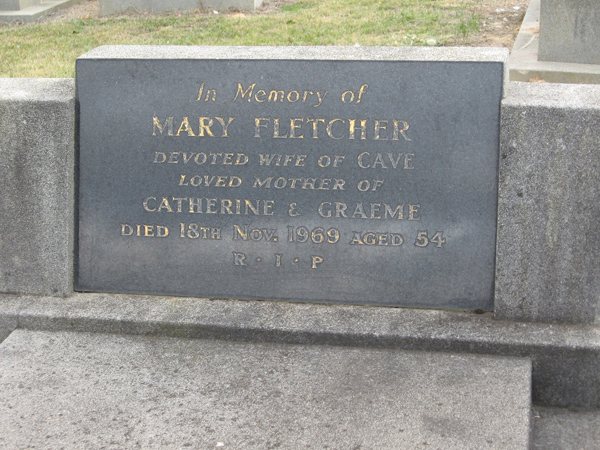 In Memory of
MARY FLETCHER
DEVOTED WIFE OF CAVE
LOVED MOTHER OF
CATHERINE & GRAEME
DIED 18TH NOV. 1969 AGED 54
R · I · P